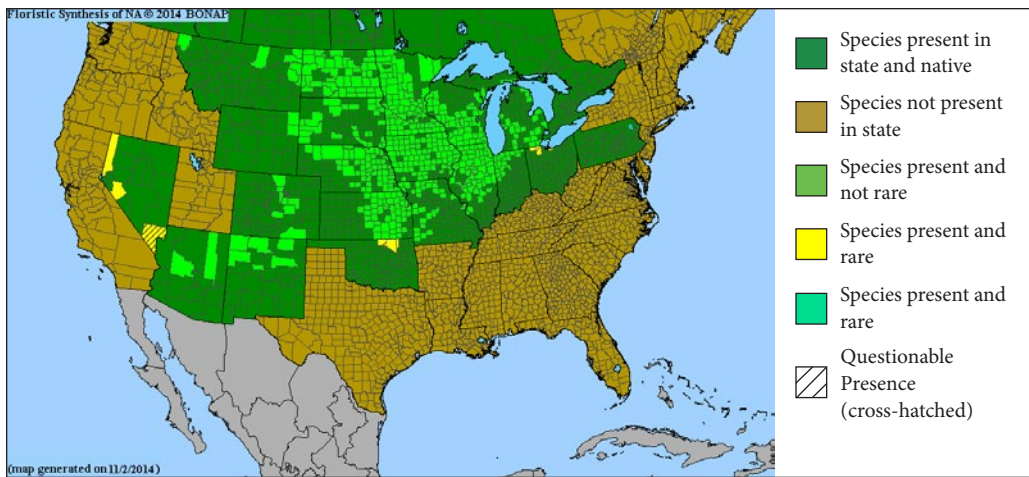 Floristic Synthesis of NA © 2014 BONAP
Species present in
state and native
Species not present
in state
Species present and
not rare
Species present and
rare
Species present and
rare
Questionable
Presence
(cross-hatched)
(map generated on 11/2/2014)